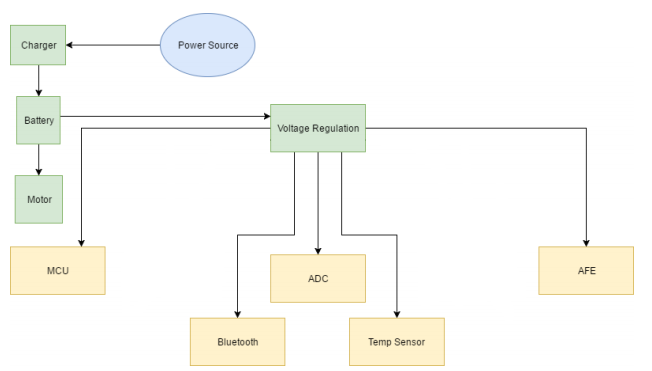 Charger
Power Source
Battery
Voltage Regulation
Motor
MCU
ADC
AFE
Bluetooth
Temp Sensor